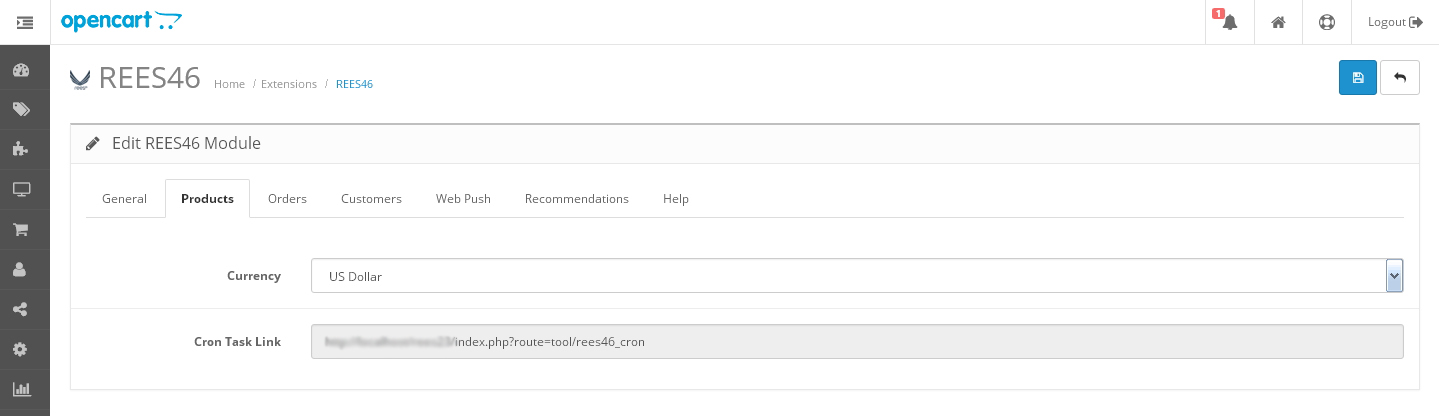 opencart
1
Logout
REES46
Home / Extensions / REES46
Edit REES46 Module
General Products Orders Customers Web Push Recommendations Help
Currency US Dollar
Cron Task Link /index.php?route=tool/rees46_cron